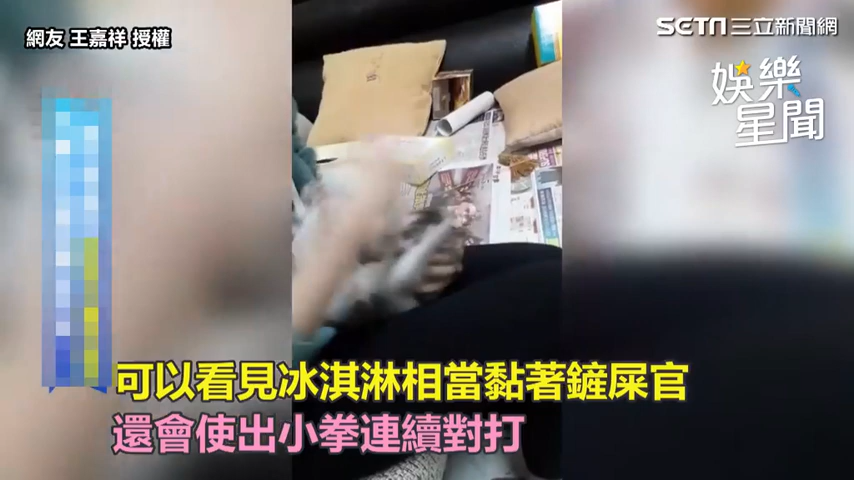 網友 王嘉祥 授權
SETN三立新聞網
娛樂
星聞
可以看見冰淇淋相當黏著鏟屎官
還會使出小拳連續對打